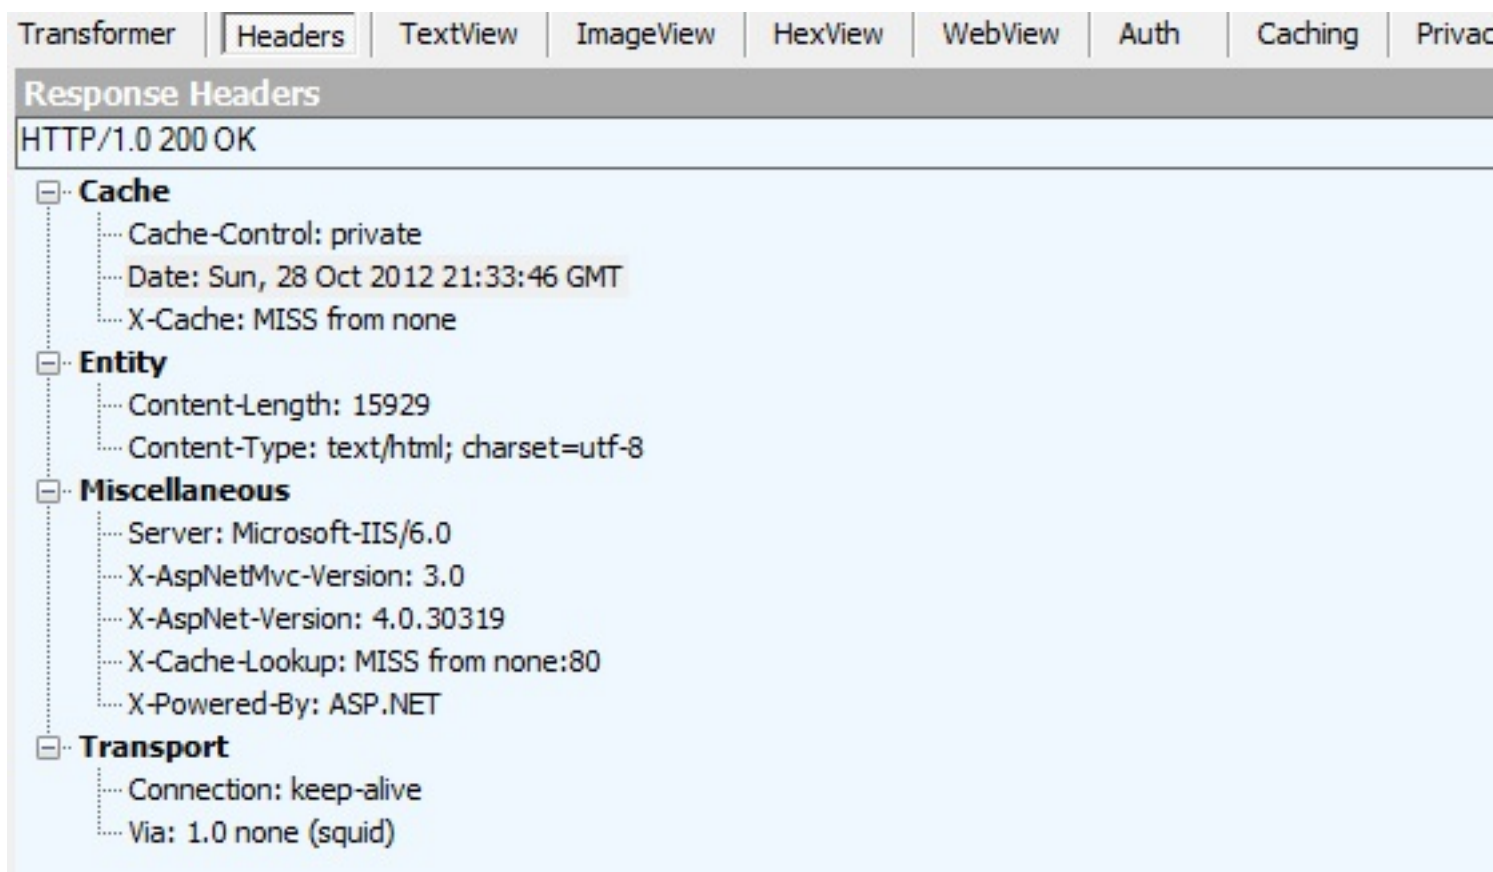 Transformer Headers TextView ImageView HexView WebView Auth Caching Privac
Response Headers
HTTP/1.0 200 OK
Cache
Cache-Control: private
Date: Sun, 28 Oct 2012 21:33:46 GMT
X-Cache: MISS from none
Entity
Content-Length: 15929
Content-Type: text/html; charset=utf-8
Miscellaneous
Server: Microsoft-IIS/6.0
X-AspNetMvc-Version: 3.0
X-AspNet-Version: 4.0.30319
X-Cache-Lookup: MISS from none:80
X-Powered-By: ASP.NET
Transport
Connection: keep-alive
Via: 1.0 none (squid)